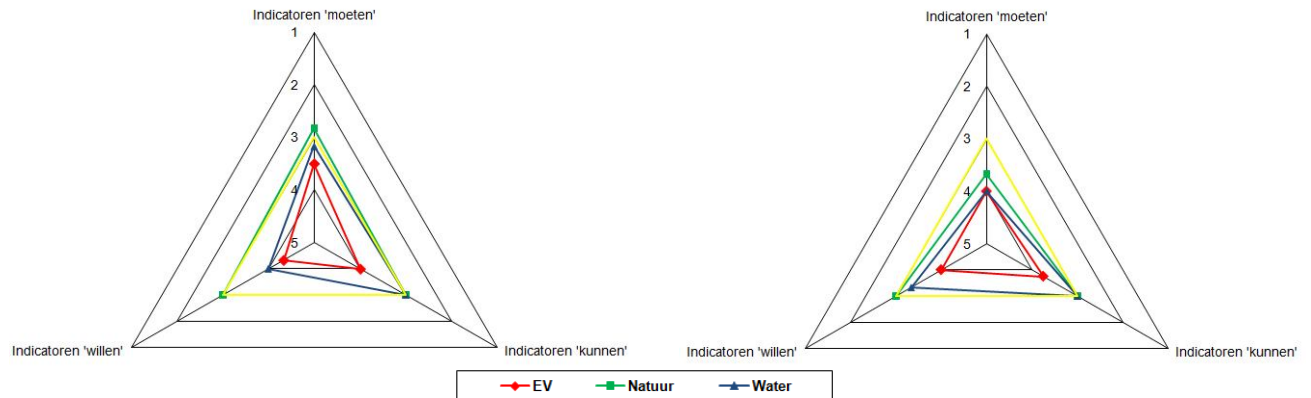 Indicatoren 'moeten'
1
2
3
4
5
Indicatoren 'willen'
Indicatoren 'kunnen'
Indicatoren 'moeten'
1
2
3
4
5
Indicatoren 'willen'
Indicatoren 'kunnen'
EV Natuur Water